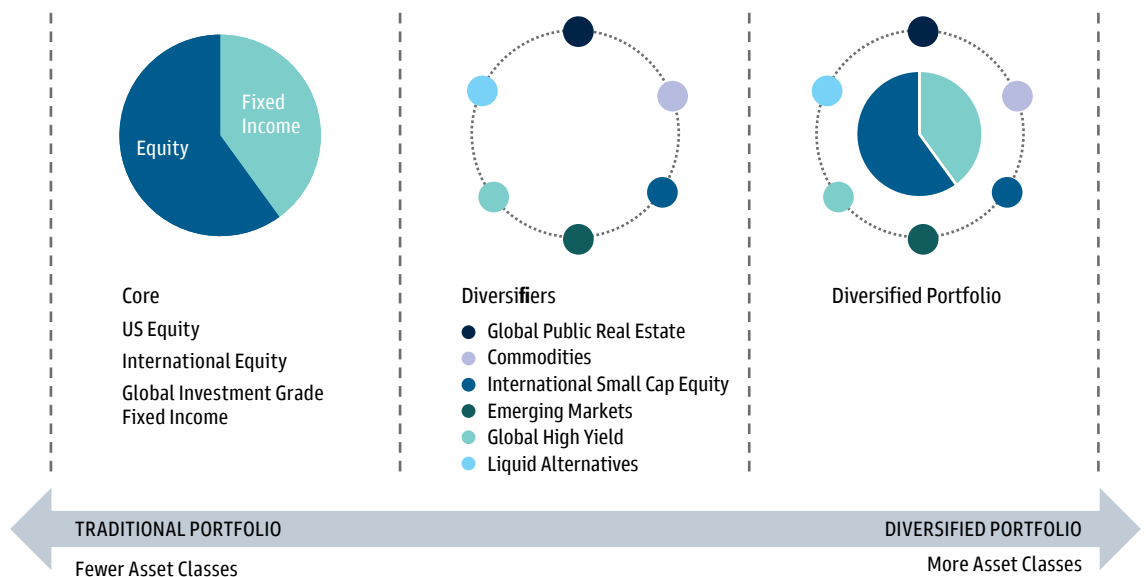 Fixed
Income
Equity
Core
US Equity
International Equity
Global Investment Grade
Fixed Income
Diversifiers
Global Public Real Estate
Commodities
International Small Cap Equity
Emerging Markets
Global High Yield
Liquid Alternatives
Diversified Portfolio
TRADITIONAL PORTFOLIO
DIVERSIFIED PORTFOLIO
Fewer Asset Classes
More Asset Classes